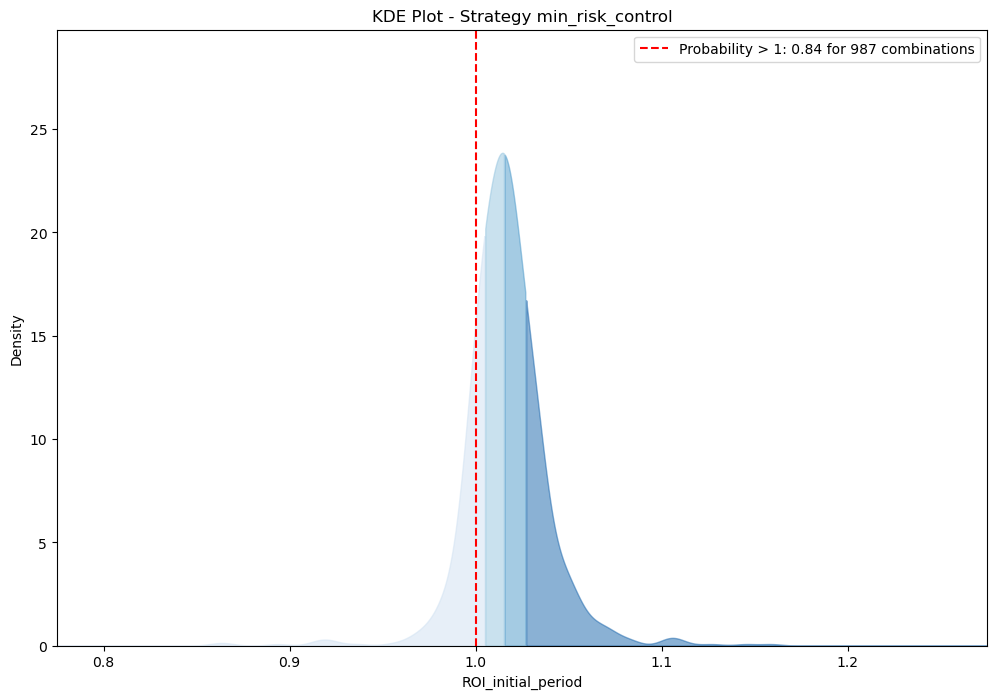 KDE Plot - Strategy min_risk_control
Probability > 1: 0.84 for 987 combinations
Density
25
20
15
10
5
0
0.8
0.9
1.0
1.1
1.2
ROI_initial_period